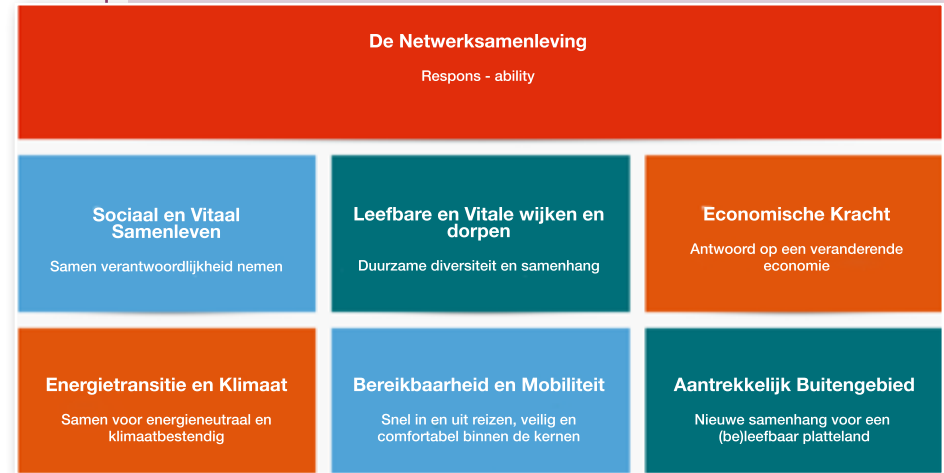 De Netwerksamenleving
Respons - ability
Sociaal en Vitaal
Samenleven
Samen verantwoordlijkheid nemen
Leefbare en Vitale wijken en
dorpen
Duurzame diversiteit en samenhang
Economische Kracht
Antwoord op een veranderende
economie
Energietransitie en Klimaat
Samen voor energieneutraal en
klimaatbestendig
Bereikbaarheid en Mobiliteit
Snel in en uit reizen, veilig en
comfortabel binnen de kernen
Aantrekkelijk Buitengebied
Nieuwe samenhang voor een
(be)leefbaar platteland